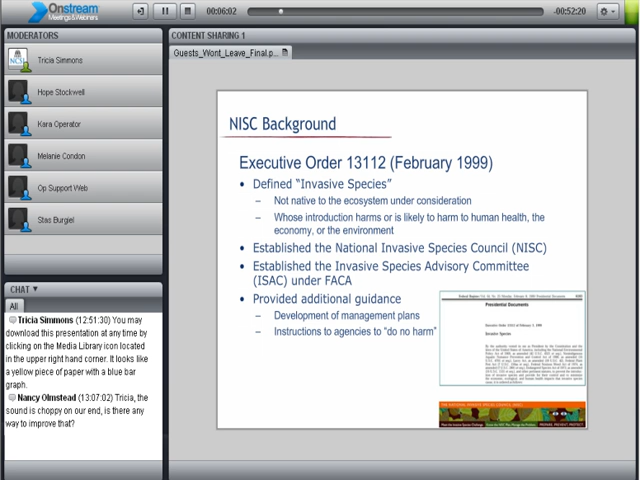 Onstream
Meetings&Webinars
00:06:02
-00:52:20
MODERATORS
CONTENT SHARING 1
Guests_Wont_Leave_Final.p...
Tricia Simmons
Hope Stockwell
Kara Operator
Melanie Condon
Op Support Web
Stas Burgiel
NISC Background
Executive Order 13112 (February 1999)
• Defined “Invasive Species”
– Not native to the ecosystem under consideration
– Whose introduction harms or is likely to harm to human health, the
economy, or the environment
• Established the National Invasive Species Council (NISC)
• Established the Invasive Species Advisory Committee
(ISAC) under FACA
• Provided additional guidance
– Development of management plans
– Instructions to agencies to “do no harm”
Presidential Documents
Invasive Species
CHAT
All
Tricia Simmons (12:51:30) You may
download this presentation at any time by
clicking on the Media Library icon located
in the upper right hand corner. It looks like
a yellow piece of paper with a blue bar
graph.
Nancy Olmstead (13:07:02) Tricia, the
sound is choppy on our end, is there any
way to improve that?